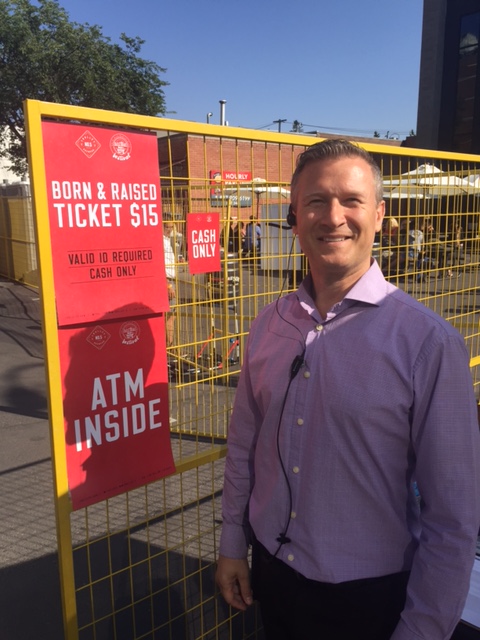 BORN & RAISED
TICKET $15
VALID ID REQUIRED
CASH ONLY
CASH
ONLY
ATM
INSIDE